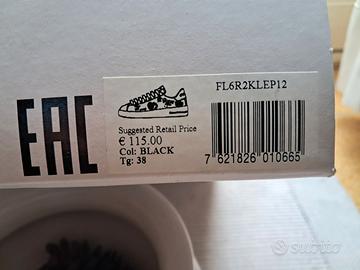 EAC
FL6R2KLEP12
Suggested Retail Price
€ 115.00
Col: BLACK
Tg: 38
7 621826 010665
subito